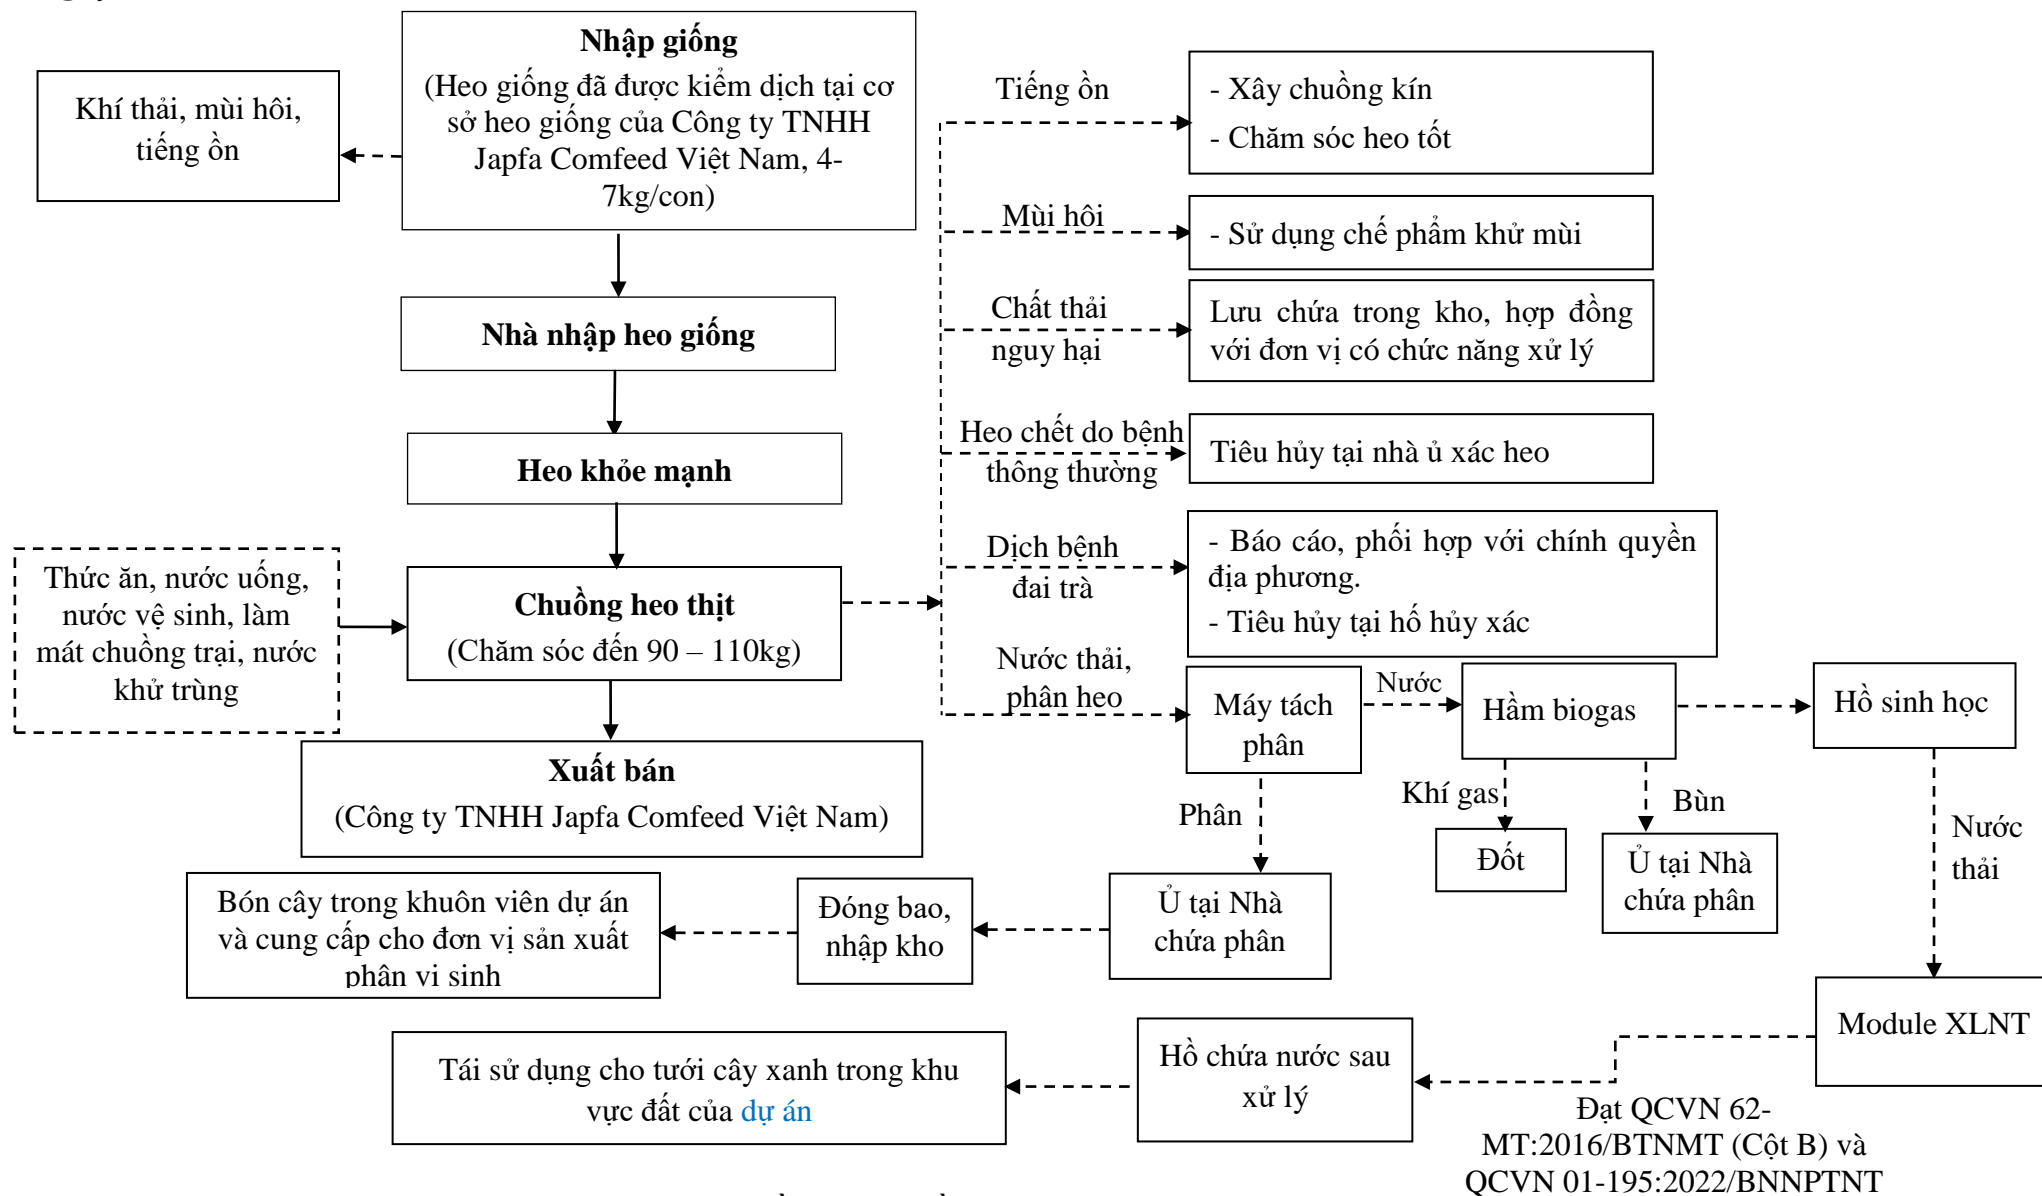 Nhập giống
(Heo giống đã được kiểm dịch tại cơ
sở heo giống của Công ty TNHH
Japfa Comfeed Việt Nam, 4-
7kg/con)
Khí thải, mùi hôi,
tiếng ồn
Nhà nhập heo giống
Heo khỏe mạnh
Thức ăn, nước uống,
nước vệ sinh, làm
mát chuồng trại, nước
khử trùng
Chuồng heo thịt
(Chăm sóc đến 90 – 110kg)
Xuất bán
(Công ty TNHH Japfa Comfeed Việt Nam)
Tiếng ồn
- Xây chuồng kín
- Chăm sóc heo tốt
Mùi hôi
- Sử dụng chế phẩm khử mùi
Chất thải
nguy hại
Lưu chứa trong kho, hợp đồng
với đơn vị có chức năng xử lý
Heo chết do bệnh
thông thường
Tiêu hủy tại nhà ủ xác heo
Dịch bệnh
đai trà
- Báo cáo, phối hợp với chính quyền
địa phương.
- Tiêu hủy tại hố hủy xác
Nước thải,
phân heo
Máy tách
phân
Nước
Hầm biogas
Hồ sinh học
Phân
Khí gas
Bùn
Nước
thải
Đốt
Ủ tại Nhà
chứa phân
Ủ tại Nhà
chứa phân
Đóng bao,
nhập kho
Bón cây trong khuôn viên dự án
và cung cấp cho đơn vị sản xuất
phân vi sinh
Module XLNT
Đạt QCVN 62-
MT:2016/BTNMT (Cột B) và
QCVN 01-195:2022/BNNPTNT
Hồ chứa nước sau
xử lý
Tái sử dụng cho tưới cây xanh trong khu
vực đất của dự án